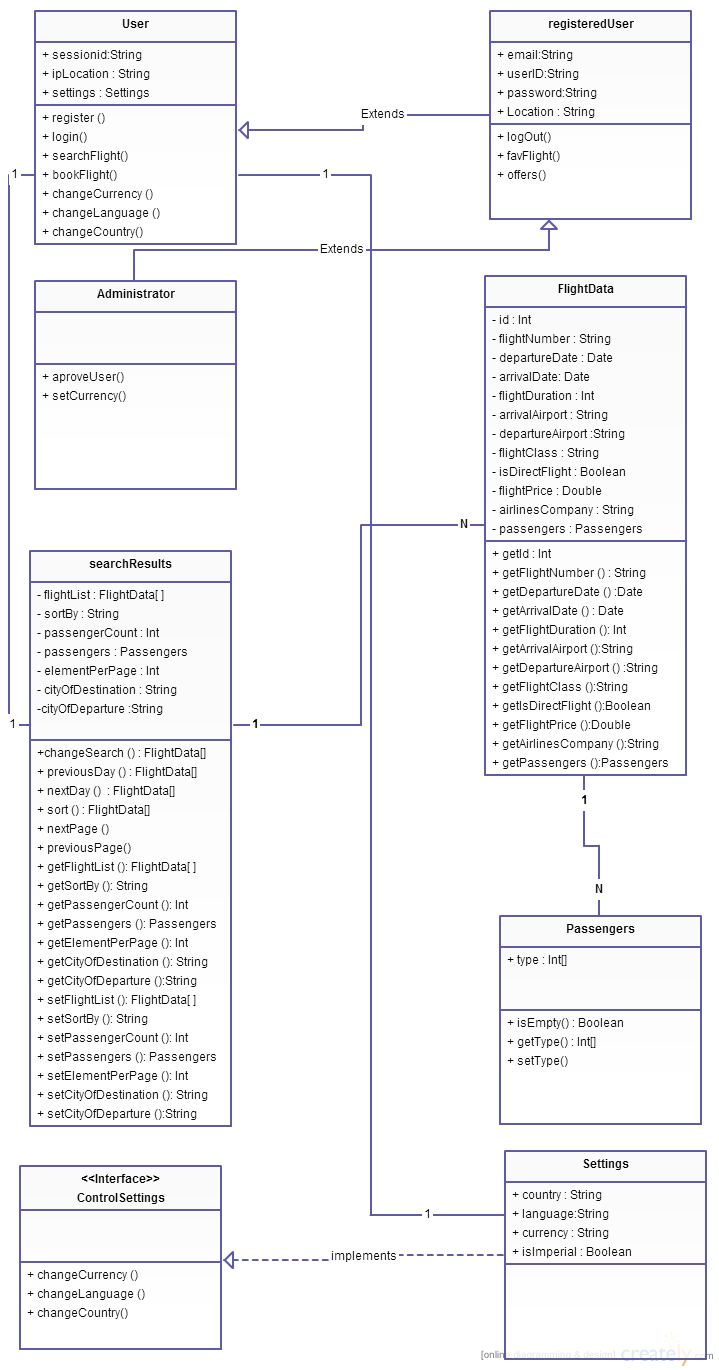 User
+ sessionid:String
+ ipLocation : String
+ settings : Settings
+ register ()
+ login()
+ searchFlight()
+ bookFlight()
+ changeCurrency ()
+ changeLanguage ()
+ changeCountry()
registeredUser
+ email:String
+ userID:String
+ password:String
+ Location : String
+ logOut()
+ favFlight()
+ offers()
Extends
1
1
Extends
Administrator
+ aproveUser()
+ setCurrency()
FlightData
- id : Int
- flightNumber : String
- departureDate : Date
- arrivalDate: Date
- flightDuration : Int
- arrivalAirport : String
- departureAirport :String
- flightClass : String
- isDirectFlight : Boolean
- flightPrice : Double
- airlinesCompany : String
- passengers : Passengers
+ getId : Int
+ getFlightNumber () : String
+ getDepartureDate () :Date
+ getArrivalDate () : Date
+ getFlightDuration (): Int
+ getArrivalAirport ():String
+ getDepartureAirport () :String
+ getFlightClass ():String
+ getIsDirectFlight ():Boolean
+ getFlightPrice ():Double
+ getAirlinesCompany ():String
+ getPassengers ():Passengers
N
searchResults
- flightList : FlightData[ ]
- sortBy : String
- passengerCount : Int
- passengers : Passengers
- elementPerPage : Int
- cityOfDestination : String
-cityOfDeparture :String
+changeSearch () : FlightData[]
+ previousDay () : FlightData[]
+ nextDay () : FlightData[]
+ sort () : FlightData[]
+ nextPage ()
+ previousPage()
+ getFlightList (): FlightData[ ]
+ getSortBy (): String
+ getPassengerCount (): Int
+ getPassengers (): Passengers
+ getElementPerPage (): Int
+ getCityOfDestination (): String
+ getCityOfDeparture ():String
+ setFlightList (): FlightData[ ]
+ setSortBy (): String
+ setPassengerCount (): Int
+ setPassengers (): Passengers
+ setElementPerPage (): Int
+ setCityOfDestination (): String
+ setCityOfDeparture ():String
1
1
1
N
Passengers
+ type : Int[]
+ isEmpty() : Boolean
+ getType() : Int[]
+ setType()
<<Interface>>
ControlSettings
+ changeCurrency ()
+ changeLanguage ()
+ changeCountry()
implements
1
Settings
+ country : String
+ language:String
+ currency : String
+ isImperial : Boolean
[online diagramming & design] creately.com